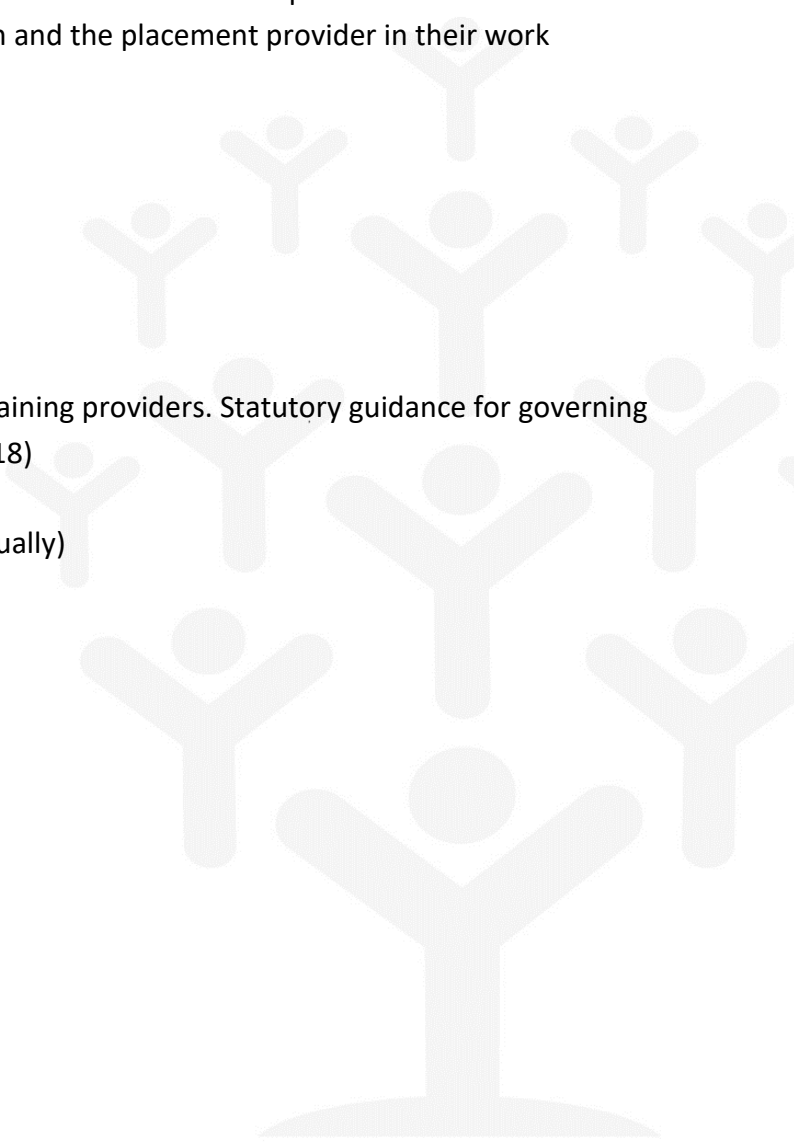 and the placement provider in their work
aining providers. Statutory guidance for governing
18)
ually)